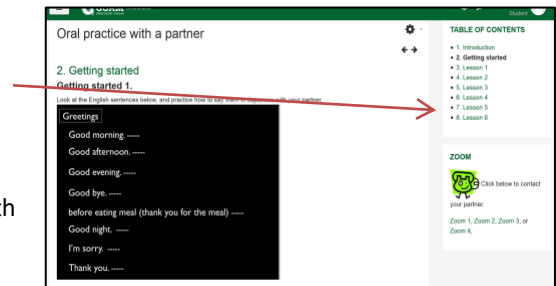 Student
Oral practice with a partner
2. Getting started
Getting started 1.
Look at the English sentences below, and practice how to say them in Japanese with your partner.
Greetings
Good morning. -----
Good afternoon. -----
Good evening. -----
Good bye. -----
before eating meal (thank you for the meal) -----
Good night. -----
I'm sorry. -----
Thank you. -----
TABLE OF CONTENTS
1. Introduction
2. Getting started
3. Lesson 1
4. Lesson 2
5. Lesson 3
6. Lesson 4
7. Lesson 5
8. Lesson 6
ZOOM
Click below to contact
your partner.
Zoom 1, Zoom 2, Zoom 3, or
Zoom 4,